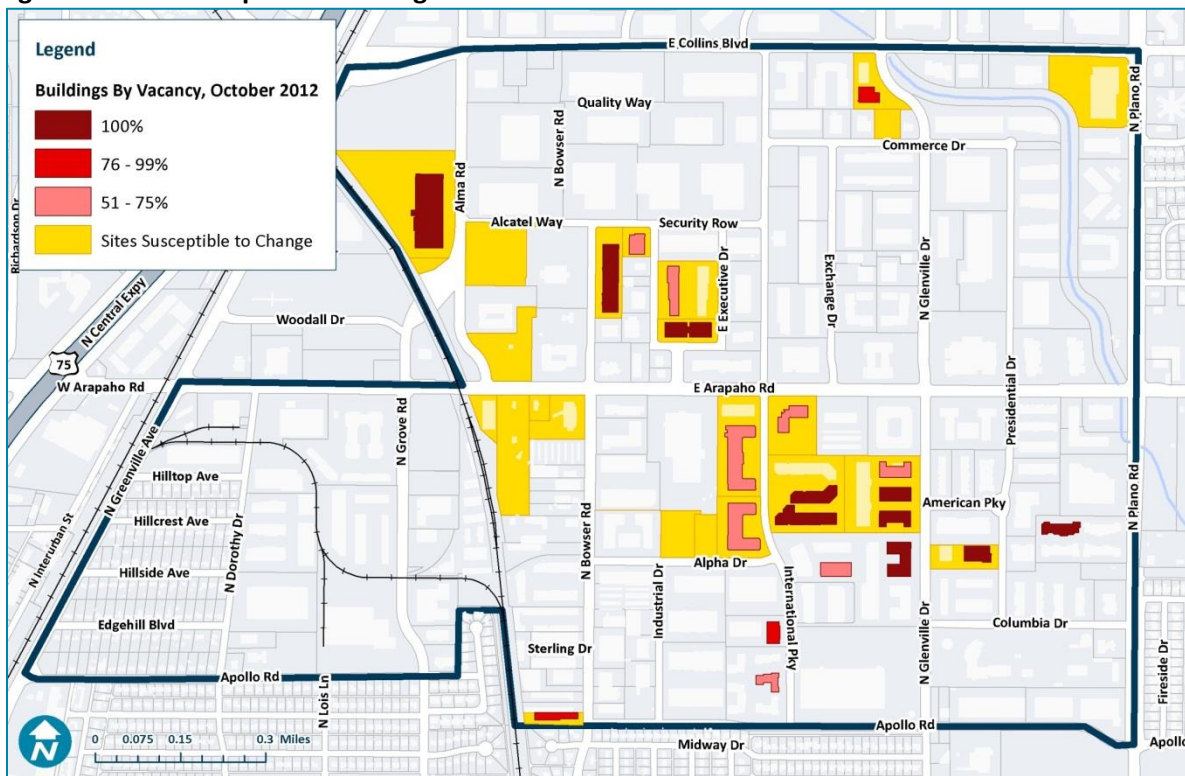 Legend
Buildings By Vacancy, October 2012
100%
76 - 99%
51 - 75%
Sites Susceptible to Change
E Collins Blvd
N Plano Rd
Quality Way
N Bowser Rd
Commerce Dr
Alma Rd
Richardson Dr
Alcatel Way
Security Row
E Executive Dr
Exchange Dr
N Glenville Dr
N Central Expy
Woodall Dr
75
W Arapaho Rd
E Arapaho Rd
Presidential Dr
N Greenville Ave
N Grove Rd
Hilltop Ave
Hillcrest Ave
N Interurban St
N Dorothy Dr
Hillside Ave
Edgehill Blvd
N Bowser Rd
Industrial Dr
Alpha Dr
International Pky
American Pky
N Plano Rd
N Glenville Dr
Columbia Dr
Sterling Dr
Fireside Dr
Apollo Rd
N Lois Ln
Apollo Rd
Midway Dr
Apollo
N
0 0.075 0.15 0.3 Miles